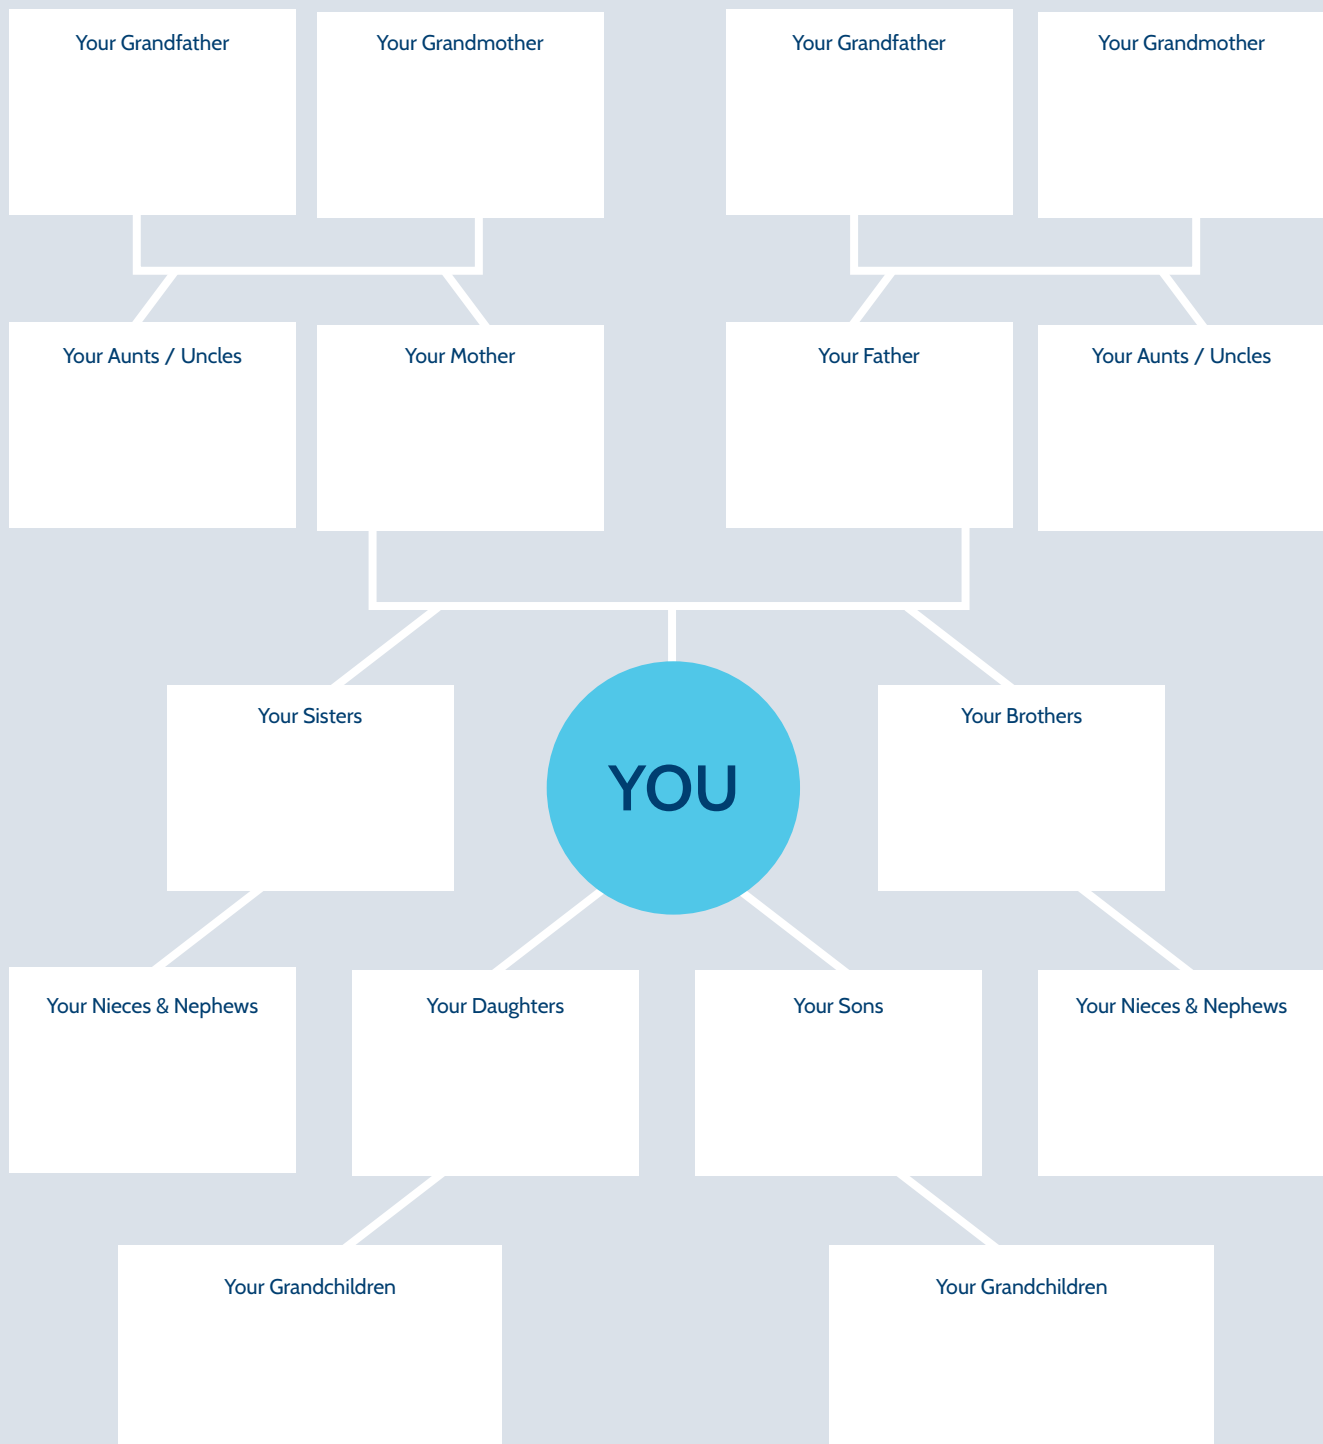 Your Grandfather
Your Grandmother
Your Grandfather
Your Grandmother
Your Aunts / Uncles
Your Mother
Your Father
Your Aunts / Uncles
Your Sisters
YOU
Your Brothers
Your Nieces & Nephews
Your Daughters
Your Sons
Your Nieces & Nephews
Your Grandchildren
Your Grandchildren